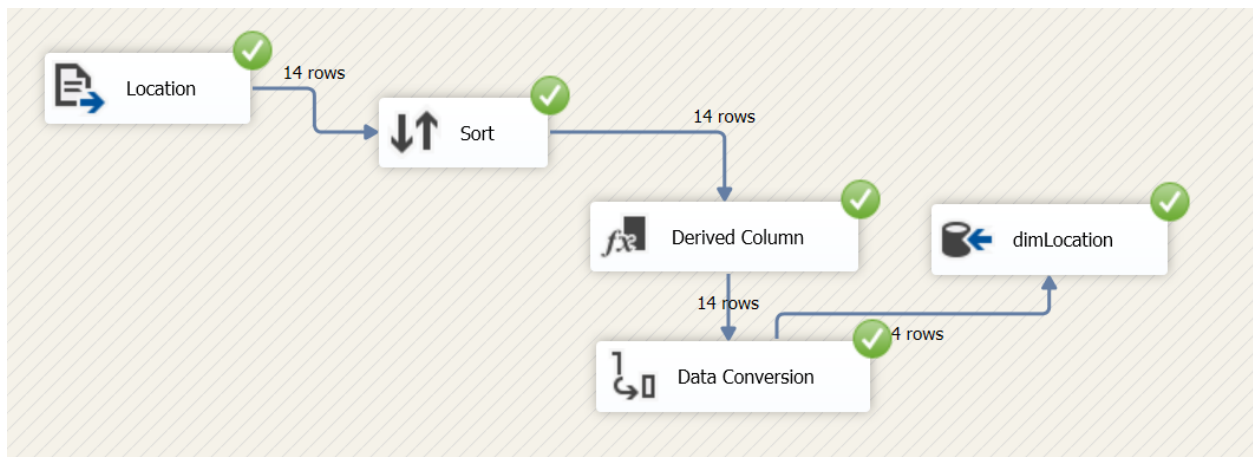 Location
14 rows
Sort
14 rows
Derived Column
dimLocation
14 rows
4 rows
Data Conversion